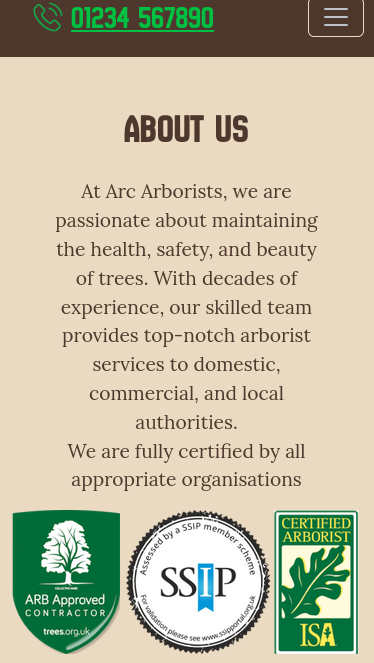 01234 567890
ABOUT US
At Arc Arborists, we are
passionate about maintaining
the health, safety, and beauty
of trees. With decades of
experience, our skilled team
provides top-notch arborist
services to domestic,
commercial, and local
authorities.
We are fully certified by all
appropriate organisations
ARB Approved
CONTRACTOR
trees.org.uk
Assessed by a SSIP member scheme
SSIP
For validation please see www.ssipportal.org.uk
CERTIFIED
ARBORIST
ISA